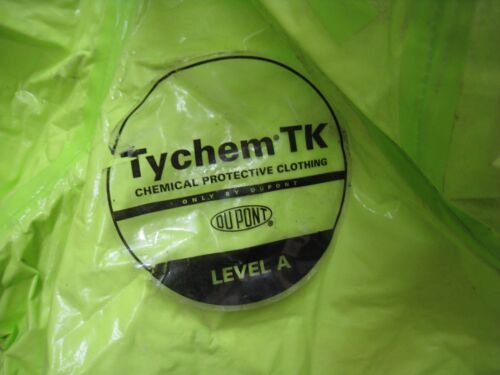 Tychem® TK
CHEMICAL PROTECTIVE CLOTHING
ONLY BY DUPONT
DU PONT®
LEVEL A